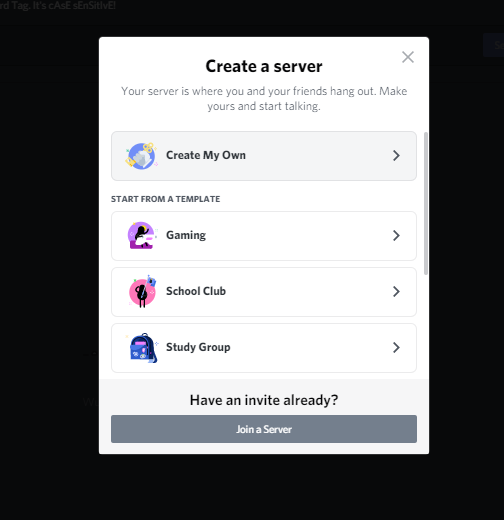 rd Tag. It's cAsE sEnSitIvE!
Create a server
Your server is where you and your friends hang out. Make
yours and start talking.
Create My Own
START FROM A TEMPLATE
Gaming
School Club
Study Group
Have an invite already?
Join a Server